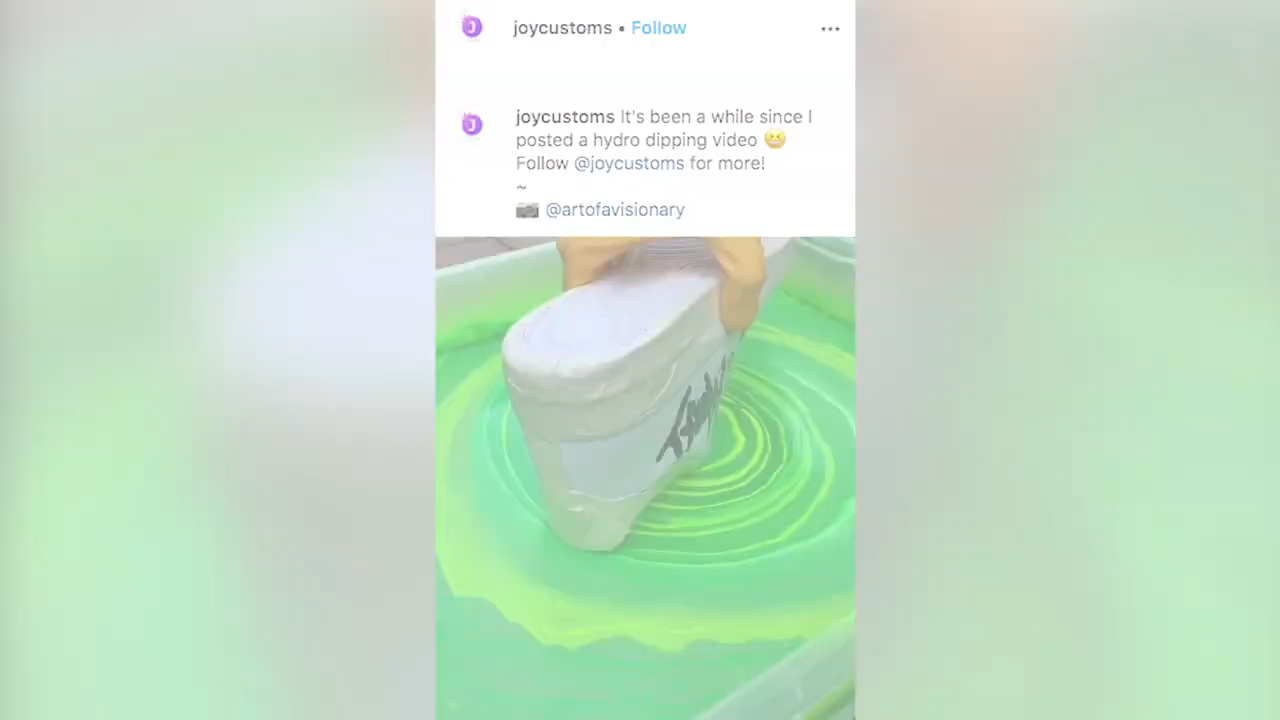 joycustoms • Follow
joycustoms It's been a while since I
posted a hydro dipping video 😆
Follow @joycustoms for more!
~
📷 @artofavisionary